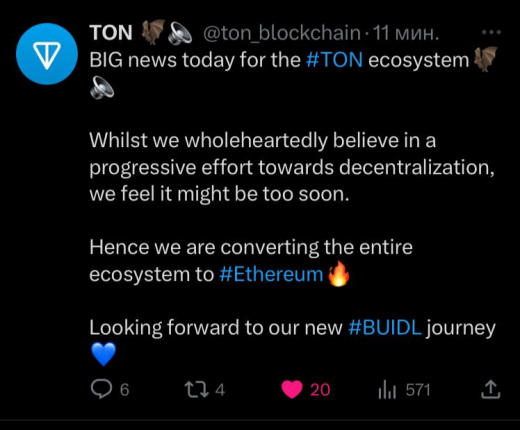 TON 🦇🔊 @ton_blockchain · 11 мин.
BIG news today for the #TON ecosystem 🦇
🔊
Whilst we wholeheartedly believe in a
progressive effort towards decentralization,
we feel it might be too soon.
Hence we are converting the entire
ecosystem to #Ethereum 🔥
Looking forward to our new #BUIDL journey
💙
6 4 20 571